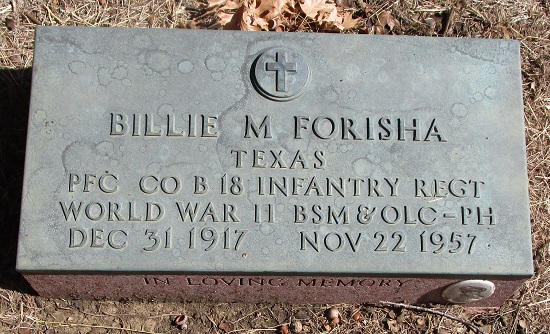 BILLIE M FORISHA
TEXAS
PFC CO B 18 INFANTRY REGT
WORLD WAR II BSM & OLC-PH
DEC 31 1917 NOV 22 1957
IN LOVING MEMORY